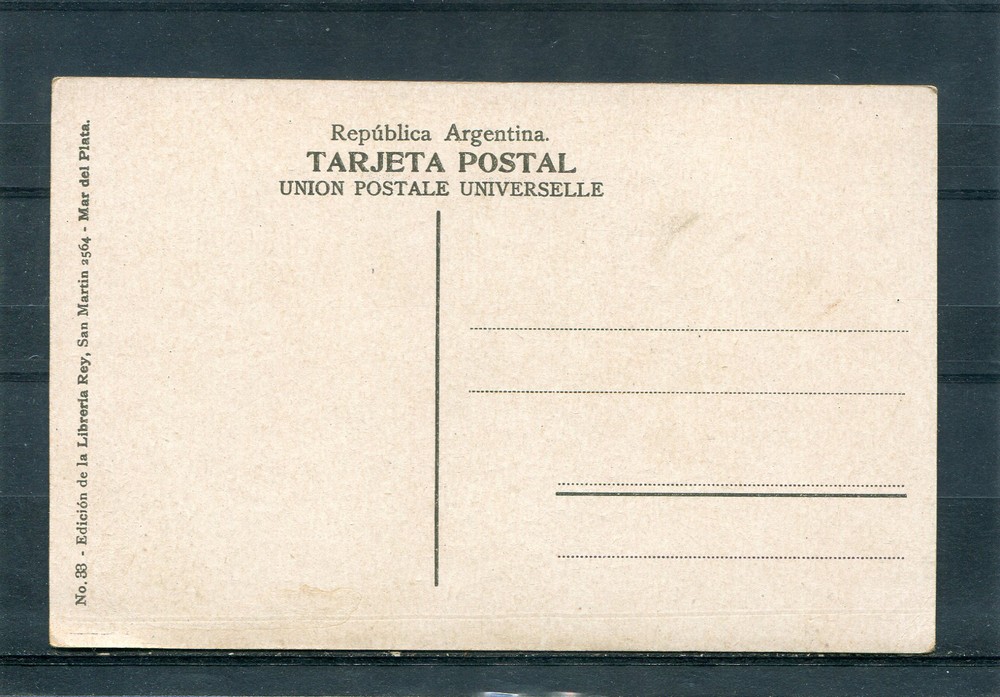 República Argentina.
TARJETA POSTAL
UNION POSTALE UNIVERSELLE
No. 33 - Edición de la Librería Rey, San Martin 2564 - Mar del Plata.